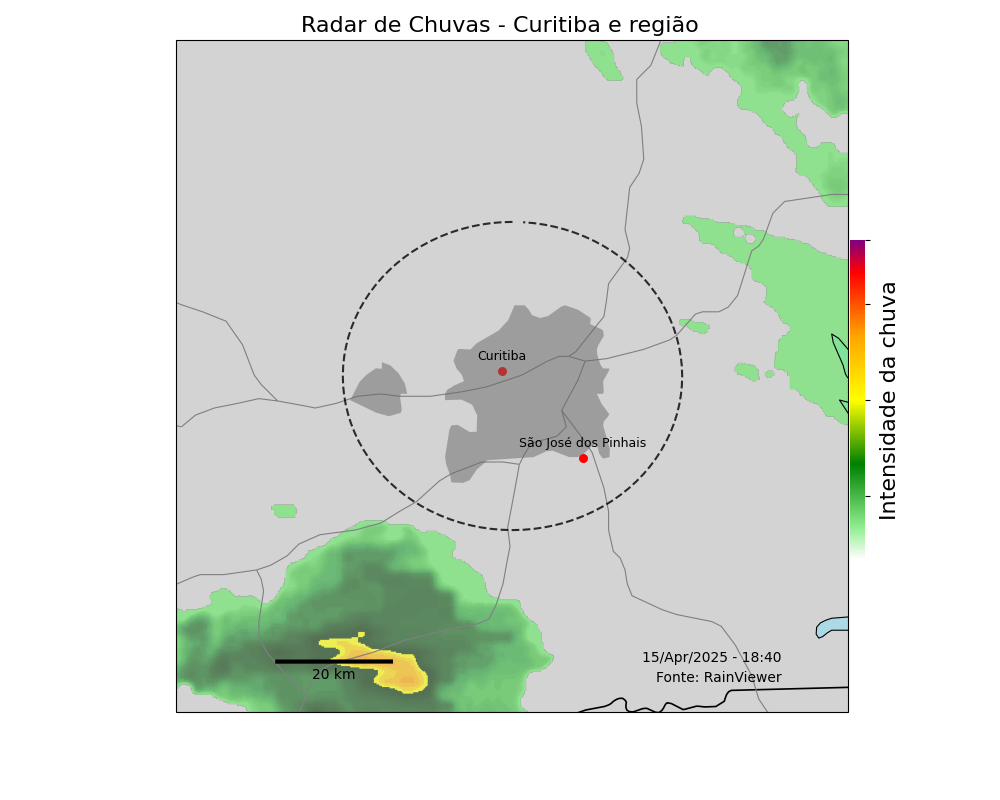 Radar de Chuvas - Curitiba e região
Curitiba
São José dos Pinhais
Intensidade da chuva
15/Apr/2025 - 18:40
Fonte: RainViewer
20 km